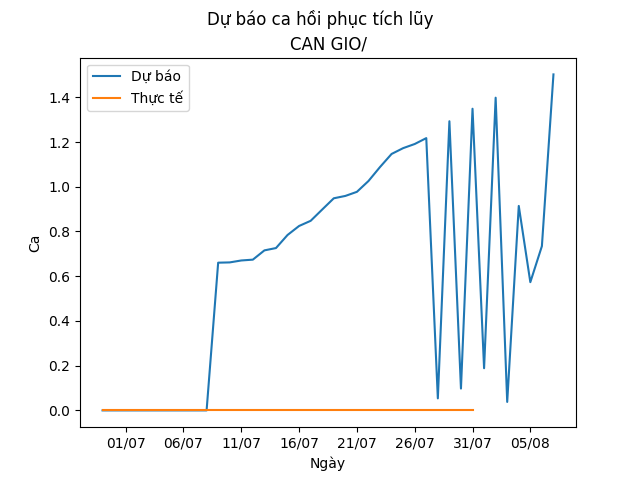 Dự báo ca hồi phục tích lũy
CAN GIO/
Dự báo
Thực tế
1.4
1.2
1.0
0.8
0.6
0.4
0.2
0.0
Ca
01/07 06/07 11/07 16/07 21/07 26/07 31/07 05/08
Ngày